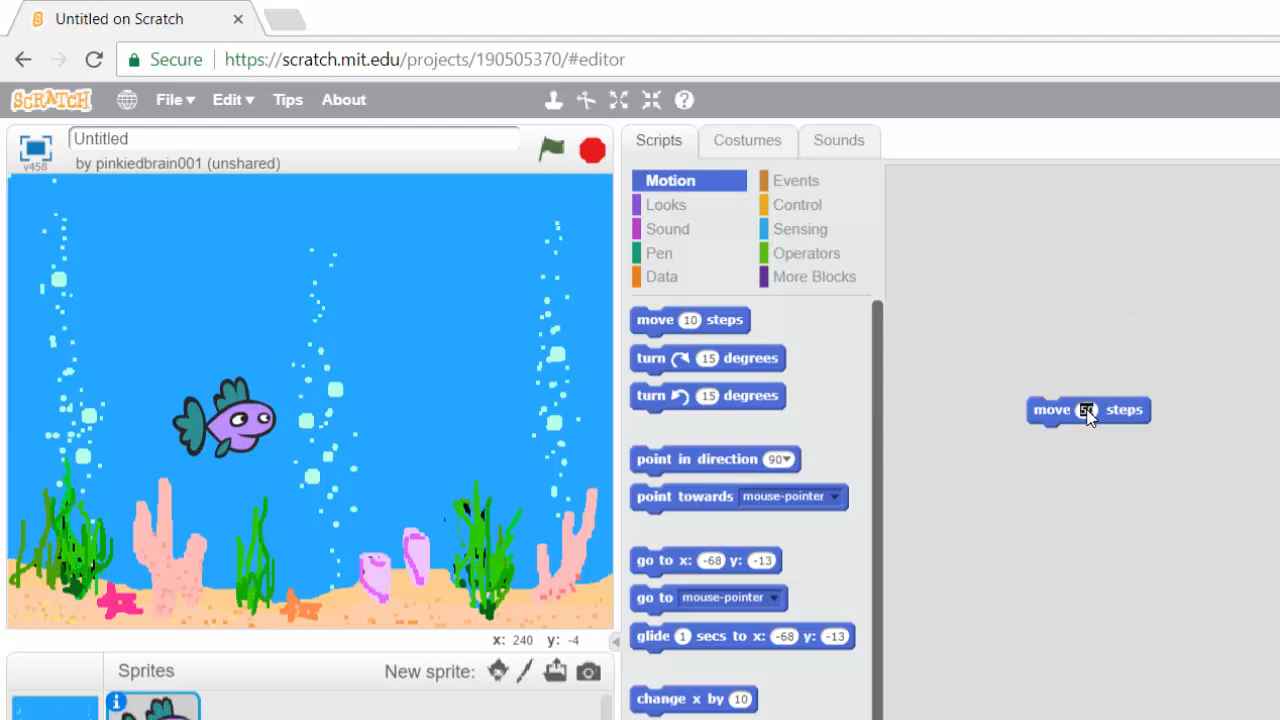 Untitled on Scratch
Secure
https://scratch.mit.edu/projects/190505370/#editor
SCRATCH
File
Edit
Tips
About
v458
Untitled
by pinkiedbrain001 (unshared)
Scripts
Costumes
Sounds
Motion
Events
Looks
Control
Sound
Sensing
Pen
Operators
Data
More Blocks
move 10 steps
turn 15 degrees
turn 15 degrees
point in direction 90
point towards mouse-pointer
go to x: -68 y: -13
go to mouse-pointer
glide 1 secs to x: -68 y: -13
change x by 10
move steps
x: 240 y: -4
Sprites
New sprite: